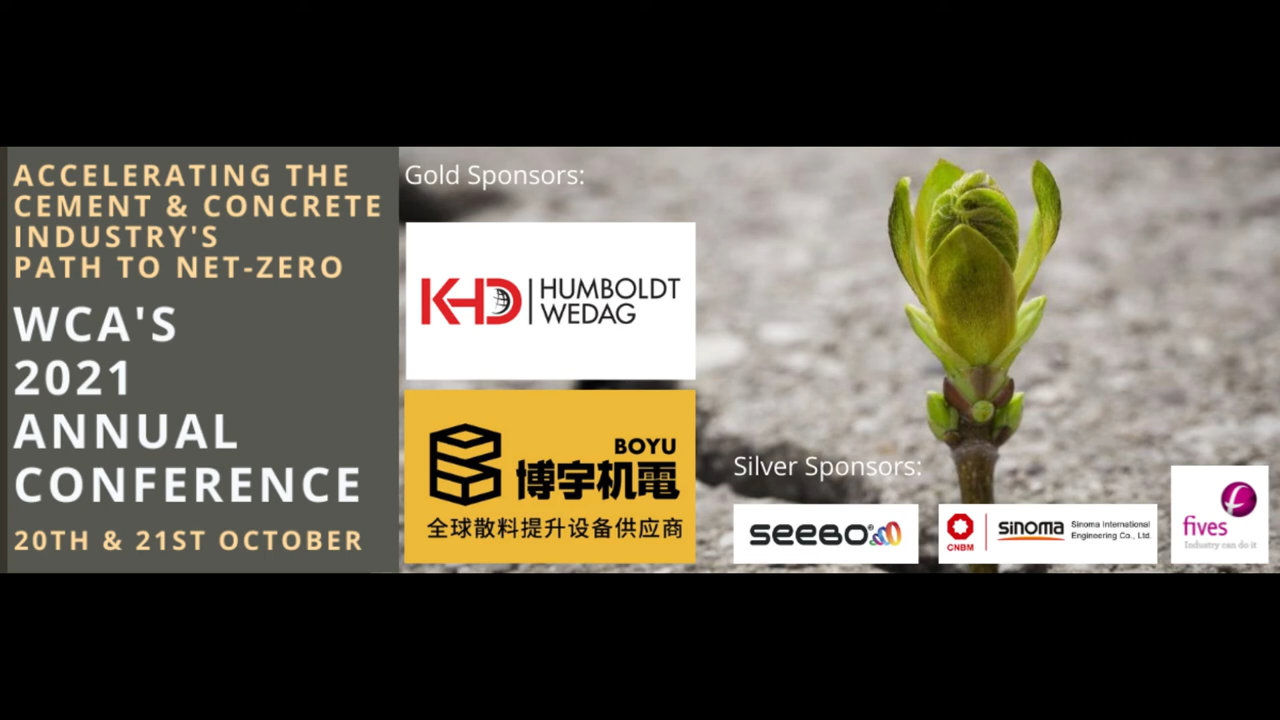 ACCELERATING THE
CEMENT & CONCRETE
INDUSTRY'S
PATH TO NET-ZERO
WCA'S
2021
ANNUAL
CONFERENCE
20TH & 21ST OCTOBER
Gold Sponsors:
KHD
HUMBOLDT
WEDAG
BOYU
博宇机電
全球散料提升设备供应商
Silver Sponsors:
SEEBO®
CNBM
sinoma
Sinoma International
Engineering Co., Ltd.
fives
Industry can do it